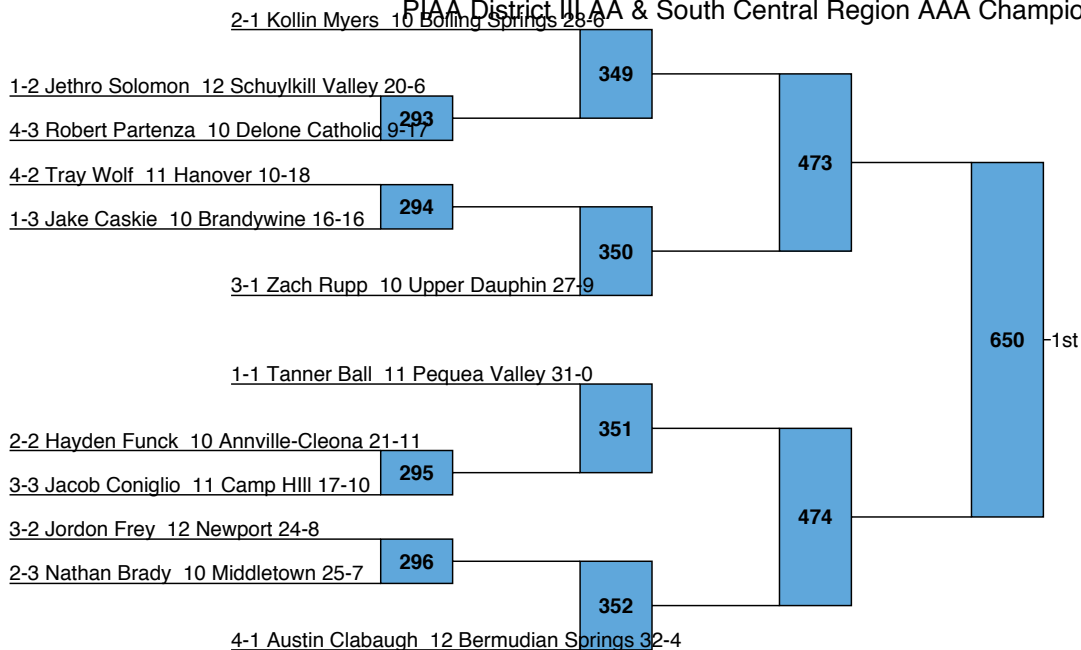 PIAA District III AA & South Central Region AAA Champio
2-1 Kollin Myers 10 Boiling Springs 28-6
349
1-2 Jethro Solomon 12 Schuylkill Valley 20-6
293
4-3 Robert Partenza 10 Delone Catholic 9-17
473
4-2 Tray Wolf 11 Hanover 10-18
294
1-3 Jake Caskie 10 Brandywine 16-16
350
3-1 Zach Rupp 10 Upper Dauphin 27-9
650
1st
1-1 Tanner Ball 11 Pequea Valley 31-0
351
2-2 Hayden Funck 10 Annville-Cleona 21-11
295
3-3 Jacob Coniglio 11 Camp HIll 17-10
474
3-2 Jordon Frey 12 Newport 24-8
296
2-3 Nathan Brady 10 Middletown 25-7
352
4-1 Austin Clabaugh 12 Bermudian Springs 32-4